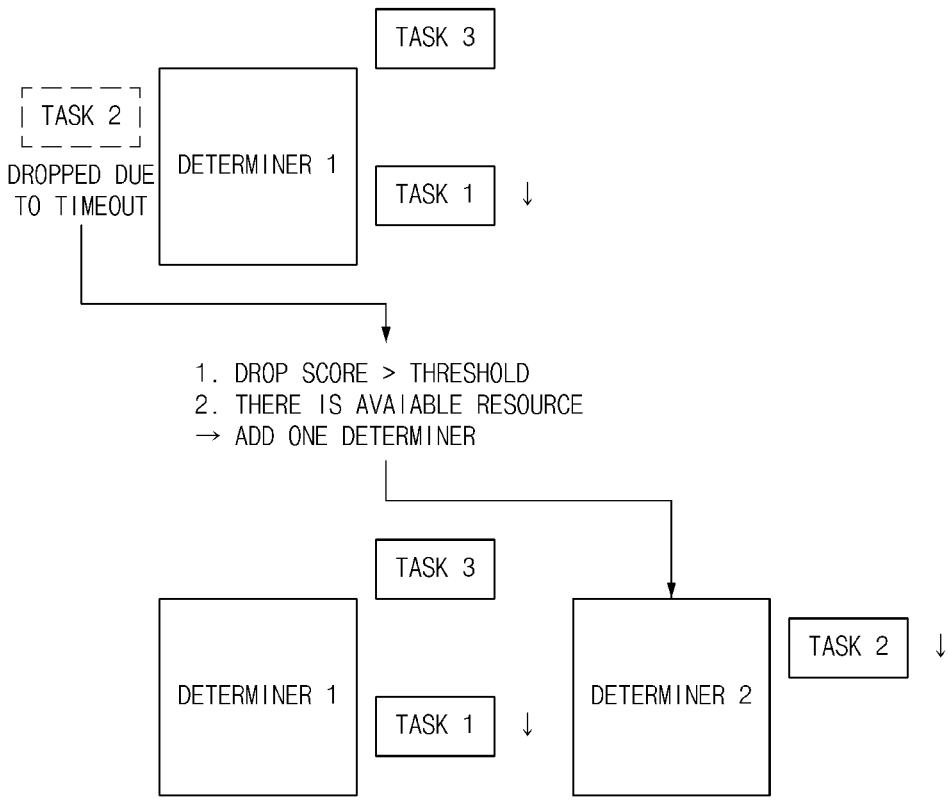 TASK 3
TASK 2
DETERMINER 1
DROPPED DUE
TO TIMEOUT
TASK 1 ↓
1. DROP SCORE > THRESHOLD
2. THERE IS AVAIABLE RESOURCE
→ ADD ONE DETERMINER
TASK 3
DETERMINER 1
TASK 1 ↓
DETERMINER 2
TASK 2 ↓